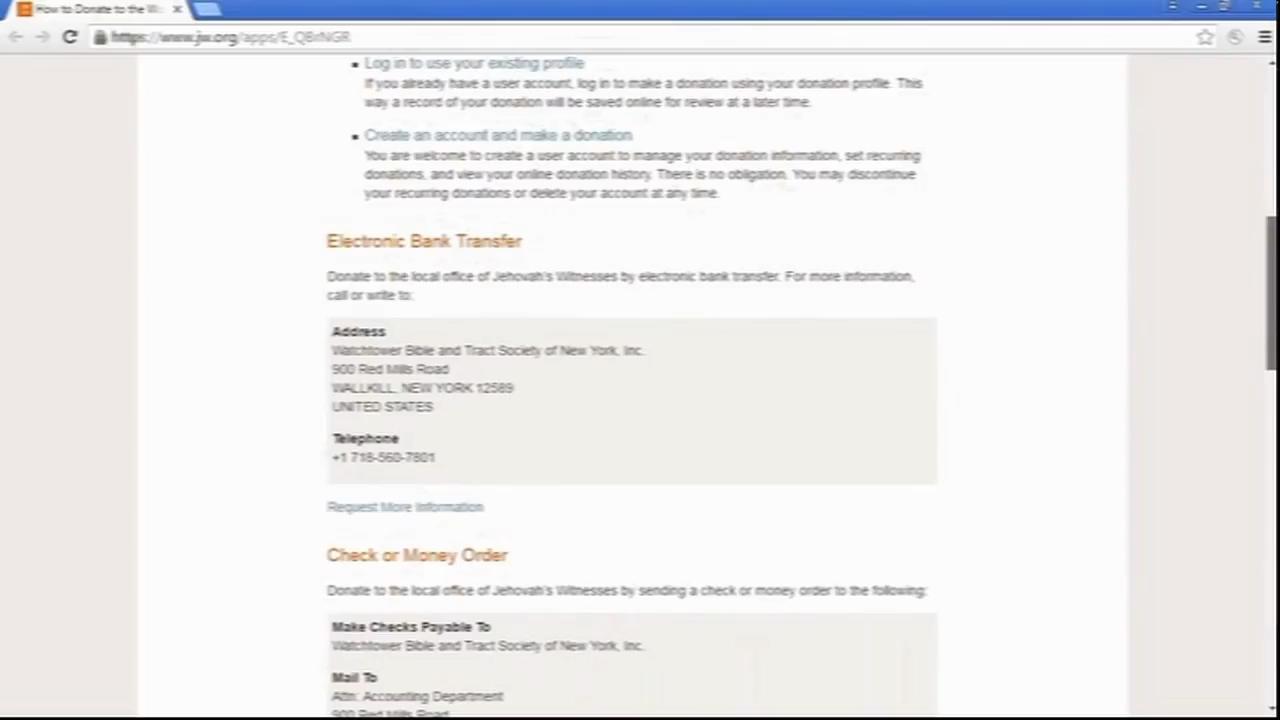 How to Donate to the W
https://www.jw.org/apps/E_QBrNGR
Log in to use your existing profile
If you already have a user account, log in to make a donation using your donation profile. This
way a record of your donation will be saved online for review at a later time.
Create an account and make a donation
You are welcome to create a user account to manage your donation information, set recurring
donations, and view your online donation history. There is no obligation. You may discontinue
your recurring donations or delete your account at any time.
Electronic Bank Transfer
Donate to the local office of Jehovah's Witnesses by electronic bank transfer. For more information,
call or write to:
Address
Watchtower Bible and Tract Society of New York, Inc.
900 Red Mills Road
WALLKILL, NEW YORK 12589
UNITED STATES
Telephone
+1 718-560-7801
Request More Information
Check or Money Order
Donate to the local office of Jehovah's Witnesses by sending a check or money order to the following:
Make Checks Payable To
Watchtower Bible and Tract Society of New York, Inc.
Mail To
Attn: Accounting Department
900 Red Mills Road